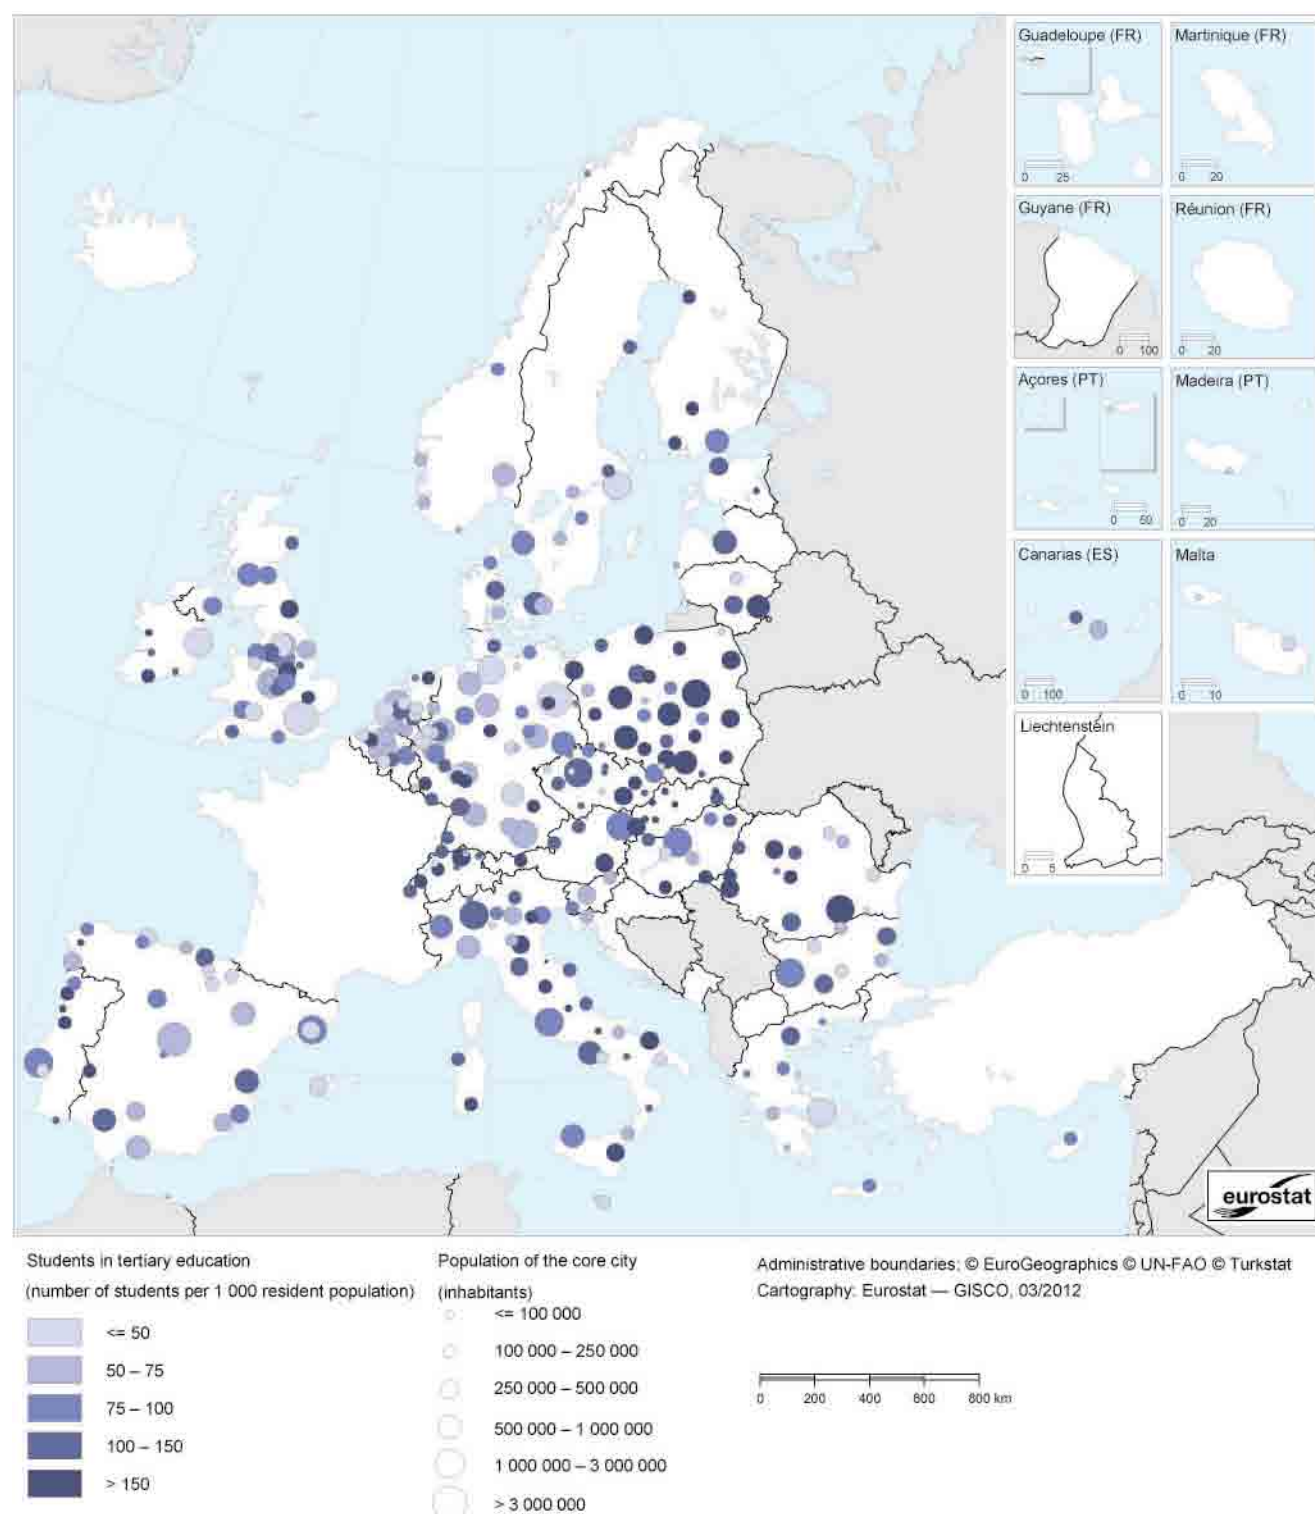 Guadeloupe (FR)
0 25
Martinique (FR)
0 20
Guyane (FR)
0 100
Réunion (FR)
0 20
Açores (PT)
0 50
Madeira (PT)
0 20
Canarias (ES)
0 100
Malta
0 10
Liechtenstein
0 5
eurostat
Students in tertiary education
(number of students per 1 000 resident population)
<= 50
50 – 75
75 – 100
100 – 150
> 150
Population of the core city
(inhabitants)
<= 100 000
100 000 – 250 000
250 000 – 500 000
500 000 – 1 000 000
1 000 000 – 3 000 000
> 3 000 000
Administrative boundaries: © EuroGeographics © UN-FAO © Turkstat
Cartography: Eurostat — GISCO, 03/2012
0 200 400 600 800 km